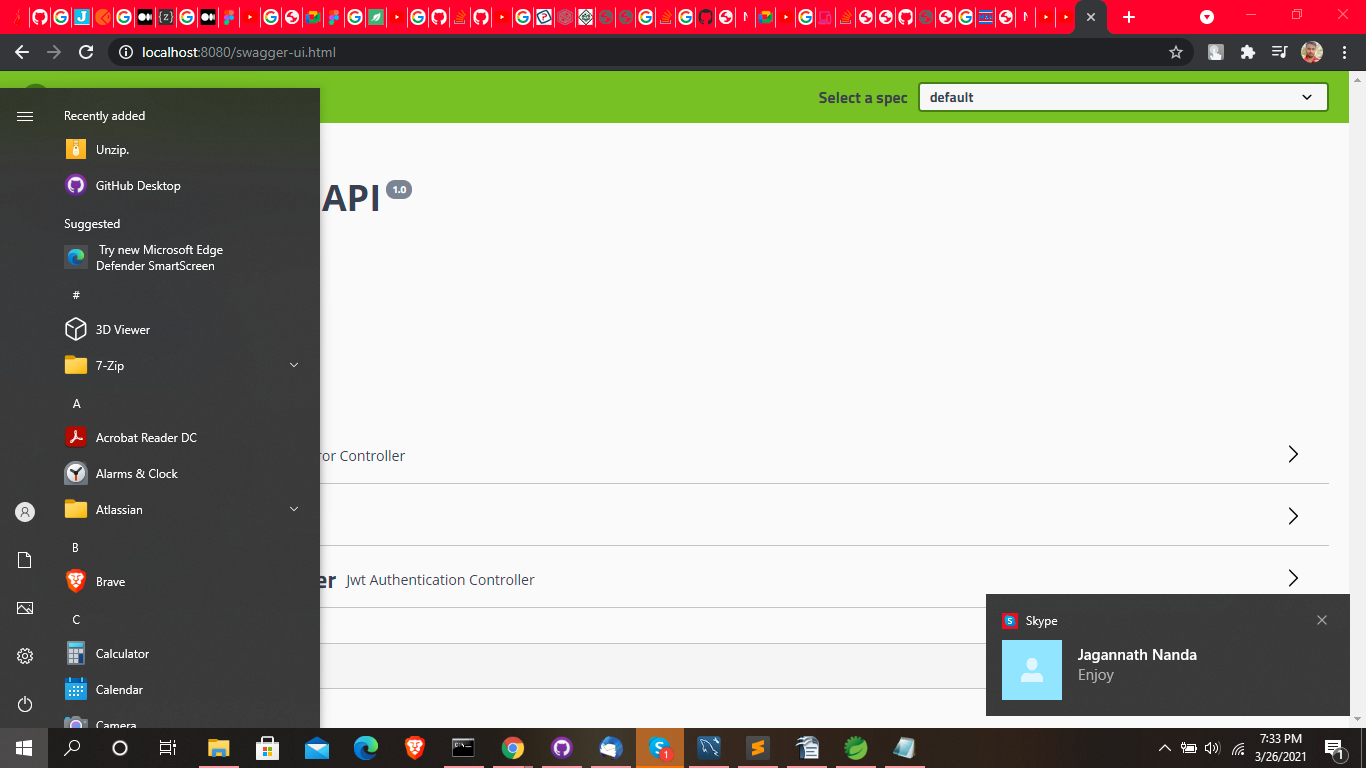 localhost:8080/swagger-ui.html
Select a spec
default
Recently added
Unzip.
GitHub Desktop
Suggested
Try new Microsoft Edge
Defender SmartScreen
#
3D Viewer
7-Zip
A
Acrobat Reader DC
Alarms & Clock
Atlassian
B
Brave
C
Calculator
Calendar
Camera
API 1.0
ror Controller
er Jwt Authentication Controller
Skype
Jagannath Nanda
Enjoy
1
7:33 PM
3/26/2021
1